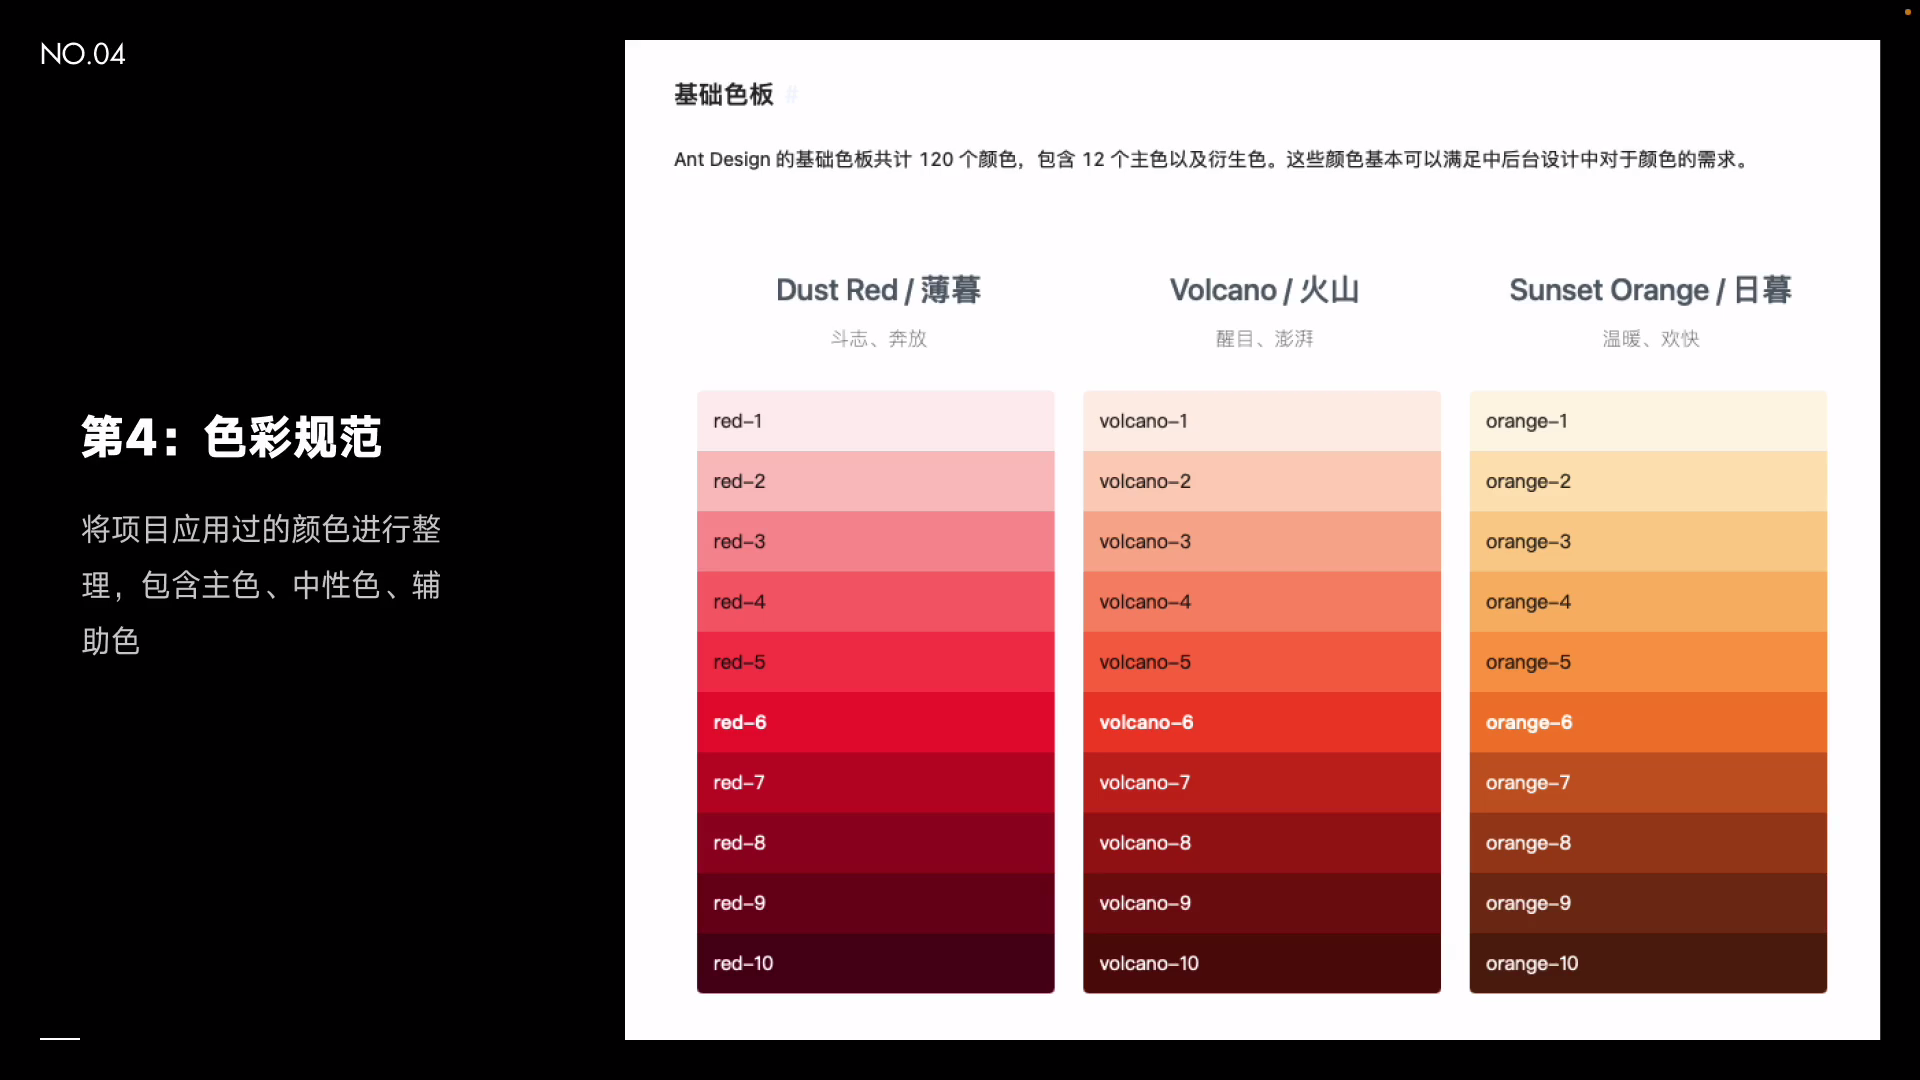 NO.04
第4：色彩规范
将项目应用过的颜色进行整
理，包含主色、中性色、辅
助色
基础色板 #
Ant Design 的基础色板共计 120 个颜色，包含 12 个主色以及衍生色。这些颜色基本可以满足中后台设计中对于颜色的需求。
Dust Red / 薄暮
斗志、奔放
red-1
red-2
red-3
red-4
red-5
red-6
red-7
red-8
red-9
red-10
Volcano / 火山
醒目、澎湃
volcano-1
volcano-2
volcano-3
volcano-4
volcano-5
volcano-6
volcano-7
volcano-8
volcano-9
volcano-10
Sunset Orange / 日暮
温暖、欢快
orange-1
orange-2
orange-3
orange-4
orange-5
orange-6
orange-7
orange-8
orange-9
orange-10